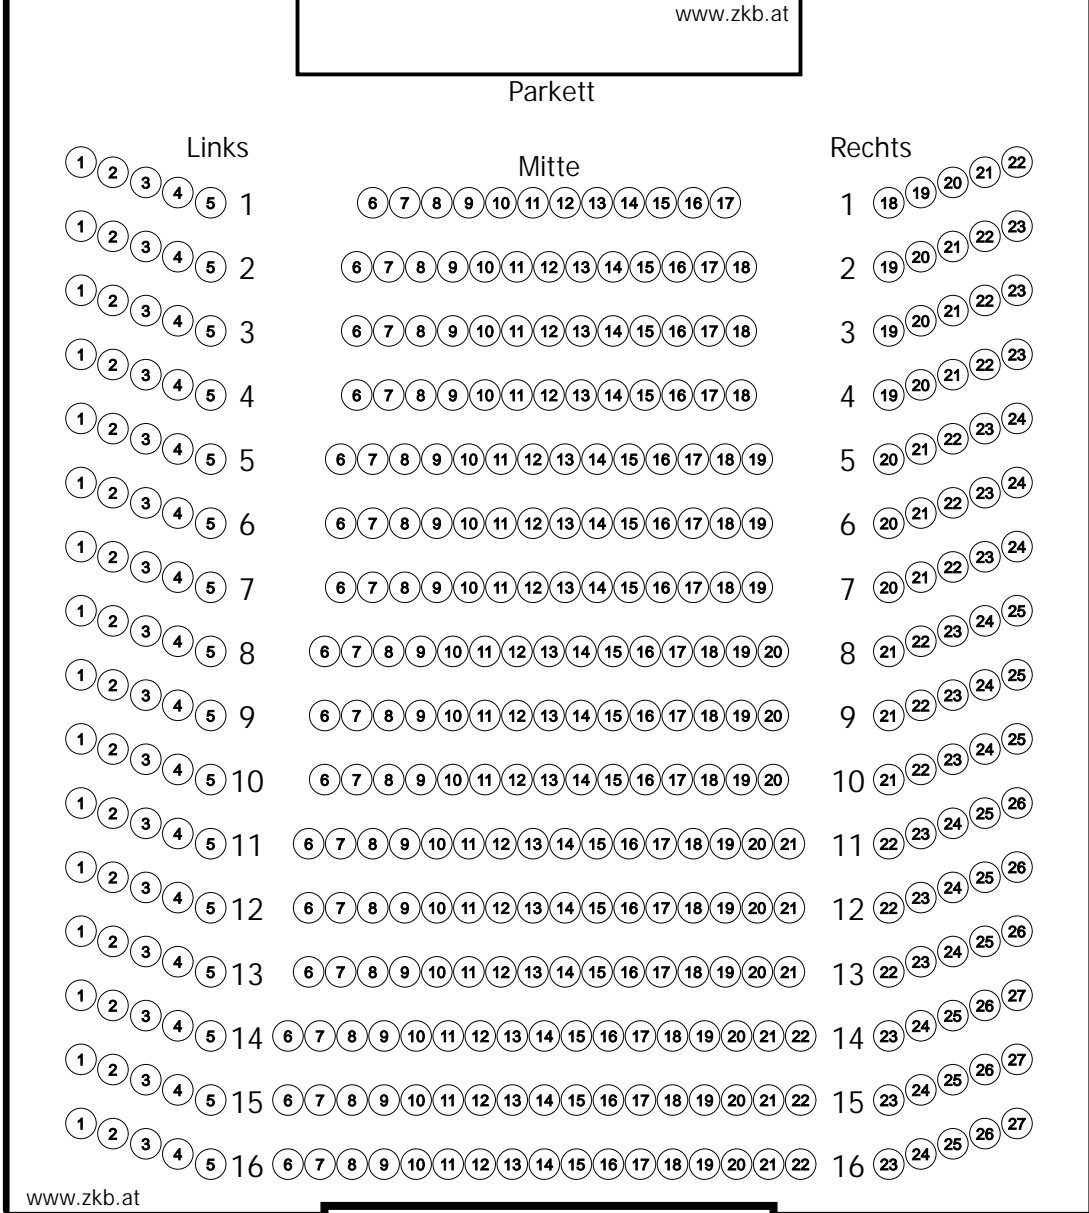 www.zkb.at
Parkett
Links Mitte Rechts
1 2 3 4 5 1 6 7 8 9 10 11 12 13 14 15 16 17 1 18 19 20 21 22
1 2 3 4 5 2 6 7 8 9 10 11 12 13 14 15 16 17 18 2 19 20 21 22 23
1 2 3 4 5 3 6 7 8 9 10 11 12 13 14 15 16 17 18 3 19 20 21 22 23
1 2 3 4 5 4 6 7 8 9 10 11 12 13 14 15 16 17 18 4 19 20 21 22 23
1 2 3 4 5 5 6 7 8 9 10 11 12 13 14 15 16 17 18 19 5 20 21 22 23 24
1 2 3 4 5 6 6 7 8 9 10 11 12 13 14 15 16 17 18 19 6 20 21 22 23 24
1 2 3 4 5 7 6 7 8 9 10 11 12 13 14 15 16 17 18 19 7 20 21 22 23 24
1 2 3 4 5 8 6 7 8 9 10 11 12 13 14 15 16 17 18 19 20 8 21 22 23 24 25
1 2 3 4 5 9 6 7 8 9 10 11 12 13 14 15 16 17 18 19 20 9 21 22 23 24 25
1 2 3 4 5 10 6 7 8 9 10 11 12 13 14 15 16 17 18 19 20 10 21 22 23 24 25
1 2 3 4 5 11 6 7 8 9 10 11 12 13 14 15 16 17 18 19 20 21 11 22 23 24 25 26
1 2 3 4 5 12 6 7 8 9 10 11 12 13 14 15 16 17 18 19 20 21 12 22 23 24 25 26
1 2 3 4 5 13 6 7 8 9 10 11 12 13 14 15 16 17 18 19 20 21 13 22 23 24 25 26
1 2 3 4 5 14 6 7 8 9 10 11 12 13 14 15 16 17 18 19 20 21 22 14 23 24 25 26 27
1 2 3 4 5 15 6 7 8 9 10 11 12 13 14 15 16 17 18 19 20 21 22 15 23 24 25 26 27
1 2 3 4 5 16 6 7 8 9 10 11 12 13 14 15 16 17 18 19 20 21 22 16 23 24 25 26 27
www.zkb.at